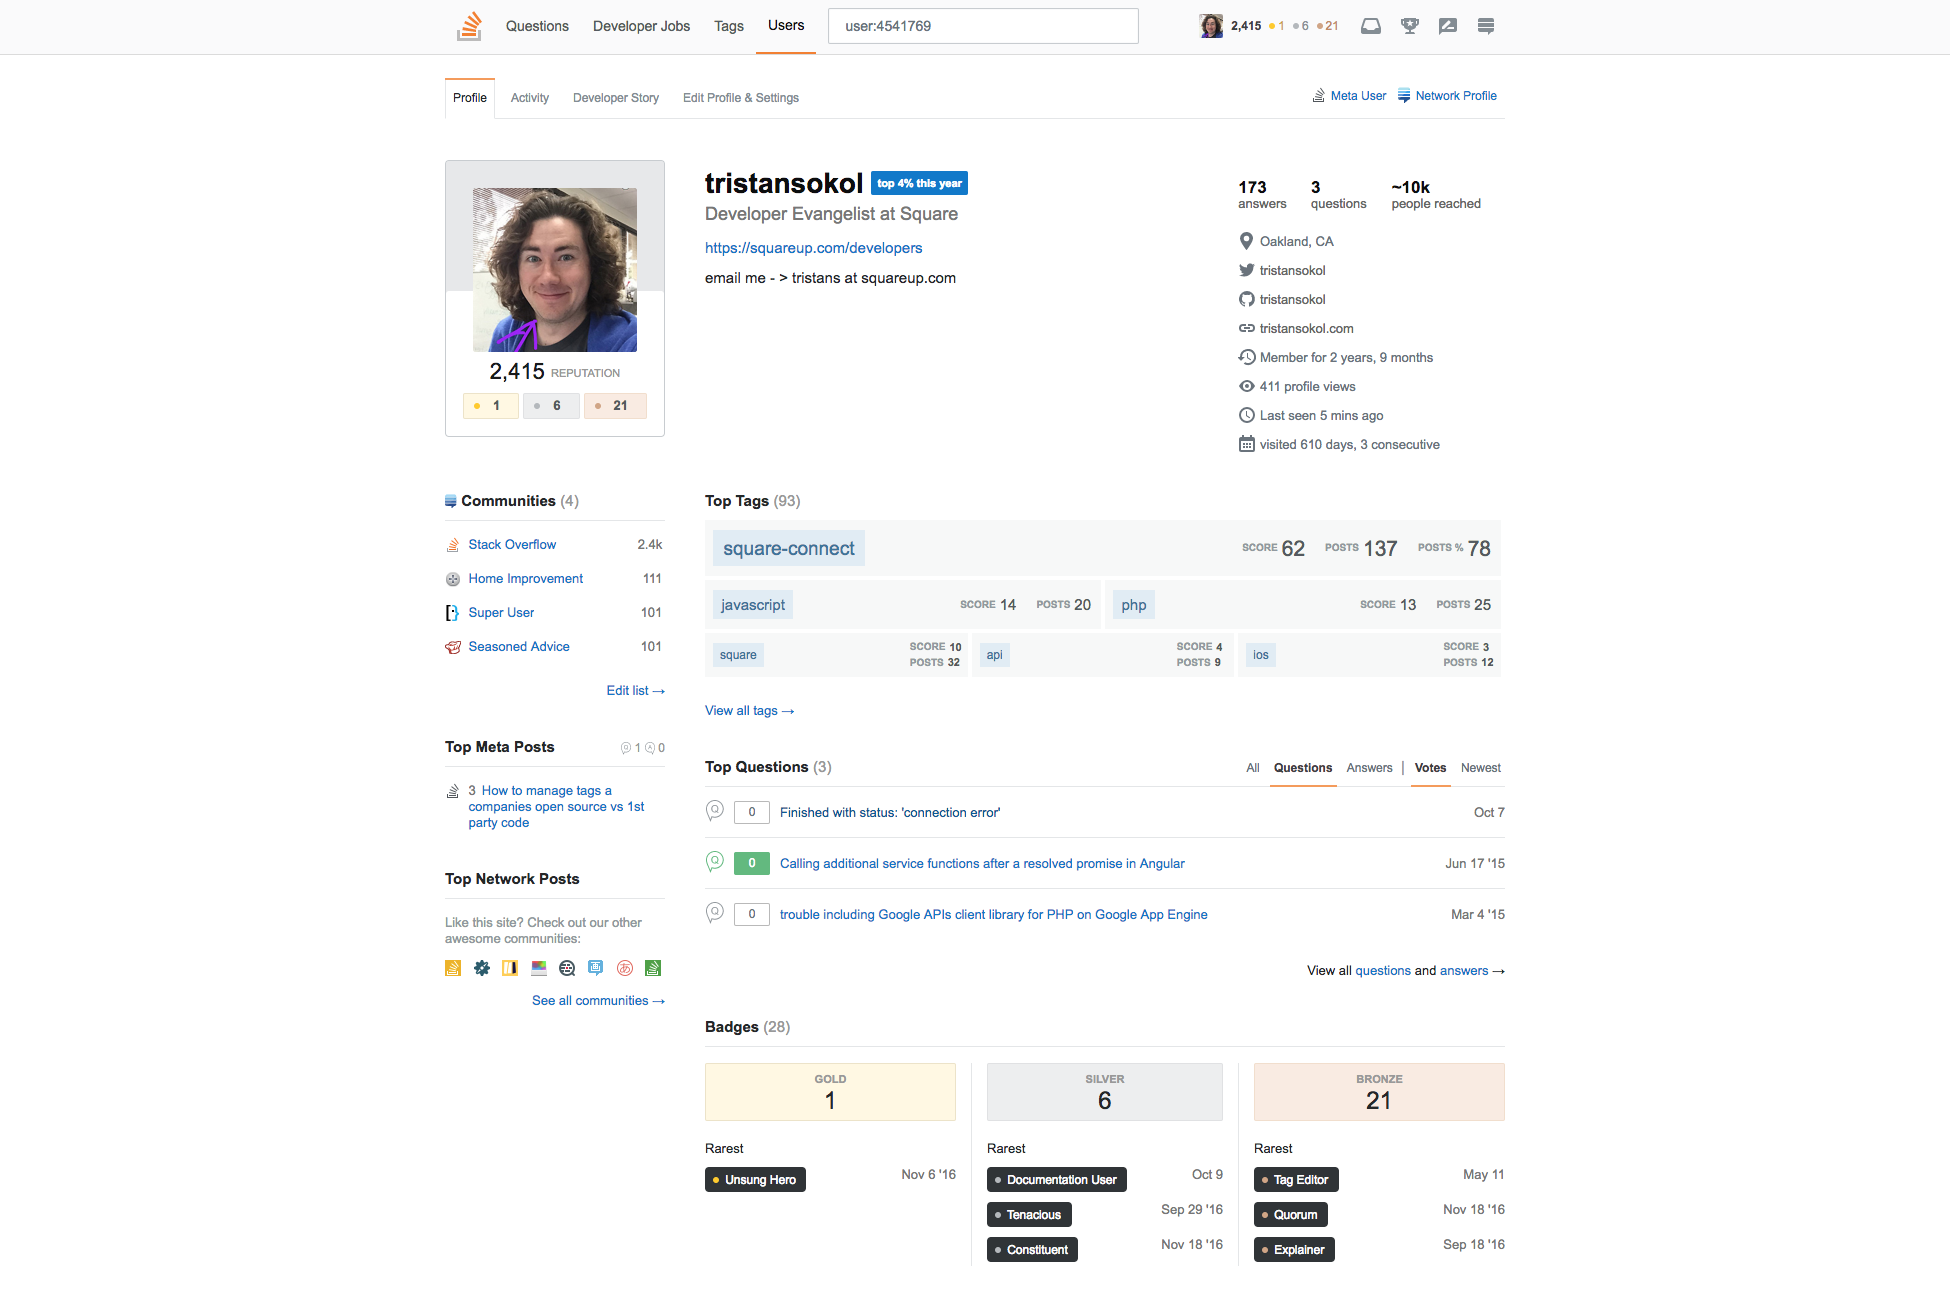 Questions Developer Jobs Tags Users user:4541769 2,415 1 6 21
Profile Activity Developer Story Edit Profile & Settings Meta User Network Profile
tristansokol top 4% this year
Developer Evangelist at Square
https://squareup.com/developers
email me - > tristans at squareup.com
2,415 REPUTATION
1 6 21
173 3 ~10k
answers questions people reached
Oakland, CA
tristansokol
tristansokol
tristansokol.com
Member for 2 years, 9 months
411 profile views
Last seen 5 mins ago
visited 610 days, 3 consecutive
Communities (4)
Stack Overflow 2.4k
Home Improvement 111
Super User 101
Seasoned Advice 101
Edit list →
Top Meta Posts 1 0
3 How to manage tags a
companies open source vs 1st
party code
Top Network Posts
Like this site? Check out our other
awesome communities:
See all communities →
Top Tags (93)
square-connect SCORE 62 POSTS 137 POSTS % 78
javascript SCORE 14 POSTS 20 php SCORE 13 POSTS 25
square SCORE 10 POSTS 32 api SCORE 4 POSTS 9 ios SCORE 3 POSTS 12
View all tags →
Top Questions (3) All Questions Answers | Votes Newest
Q 0 Finished with status: 'connection error' Oct 7
Q 0 Calling additional service functions after a resolved promise in Angular Jun 17 '15
Q 0 trouble including Google APIs client library for PHP on Google App Engine Mar 4 '15
View all questions and answers →
Badges (28)
GOLD SILVER BRONZE
1 6 21
Rarest Rarest Rarest
Unsung Hero Nov 6 '16 Documentation User Oct 9 Tag Editor May 11
Tenacious Sep 29 '16 Quorum Nov 18 '16
Constituent Nov 18 '16 Explainer Sep 18 '16